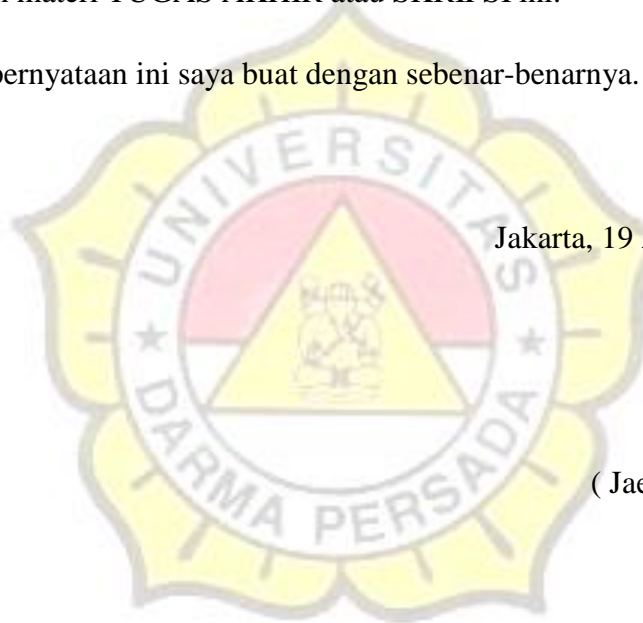 materi TUGAS AKHIR atau SKRIPSI ini.
pernyataan ini saya buat dengan sebenar-benarnya.
UNIVERSITAS
Jakarta, 19
DARMA PERSADA
( Jae